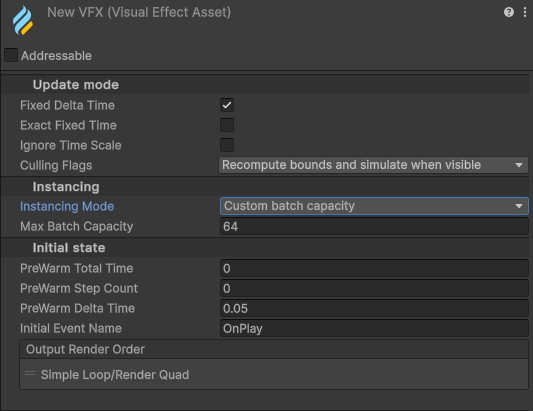 New VFX (Visual Effect Asset)
Addressable
Update mode
Fixed Delta Time
Exact Fixed Time
Ignore Time Scale
Culling Flags Recompute bounds and simulate when visible
Instancing
Instancing Mode Custom batch capacity
Max Batch Capacity 64
Initial state
PreWarm Total Time 0
PreWarm Step Count 0
PreWarm Delta Time 0.05
Initial Event Name OnPlay
Output Render Order
Simple Loop/Render Quad